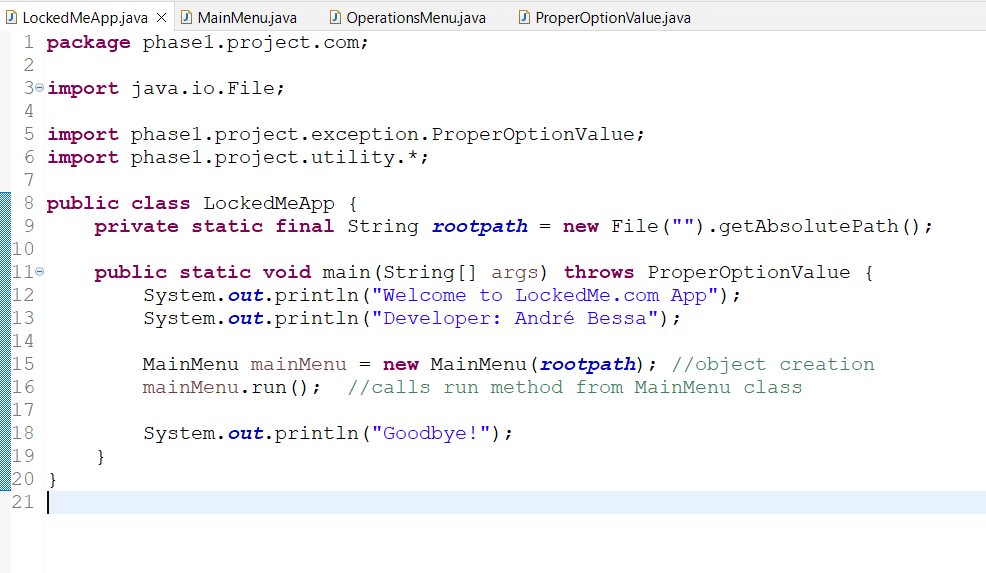 LockedMeApp.java MainMenu.java OperationsMenu.java ProperOptionValue.java
1 package phase1.project.com;
2
3 import java.io.File;
4
5 import phase1.project.exception.ProperOptionValue;
6 import phase1.project.utility.*;
7
8 public class LockedMeApp {
9     private static final String rootpath = new File("").getAbsolutePath();
10
11     public static void main(String[] args) throws ProperOptionValue {
12         System.out.println("Welcome to LockedMe.com App");
13         System.out.println("Developer: André Bessa");
14
15         MainMenu mainMenu = new MainMenu(rootpath); //object creation
16         mainMenu.run();  //calls run method from MainMenu class
17
18         System.out.println("Goodbye!");
19     }
20 }
21